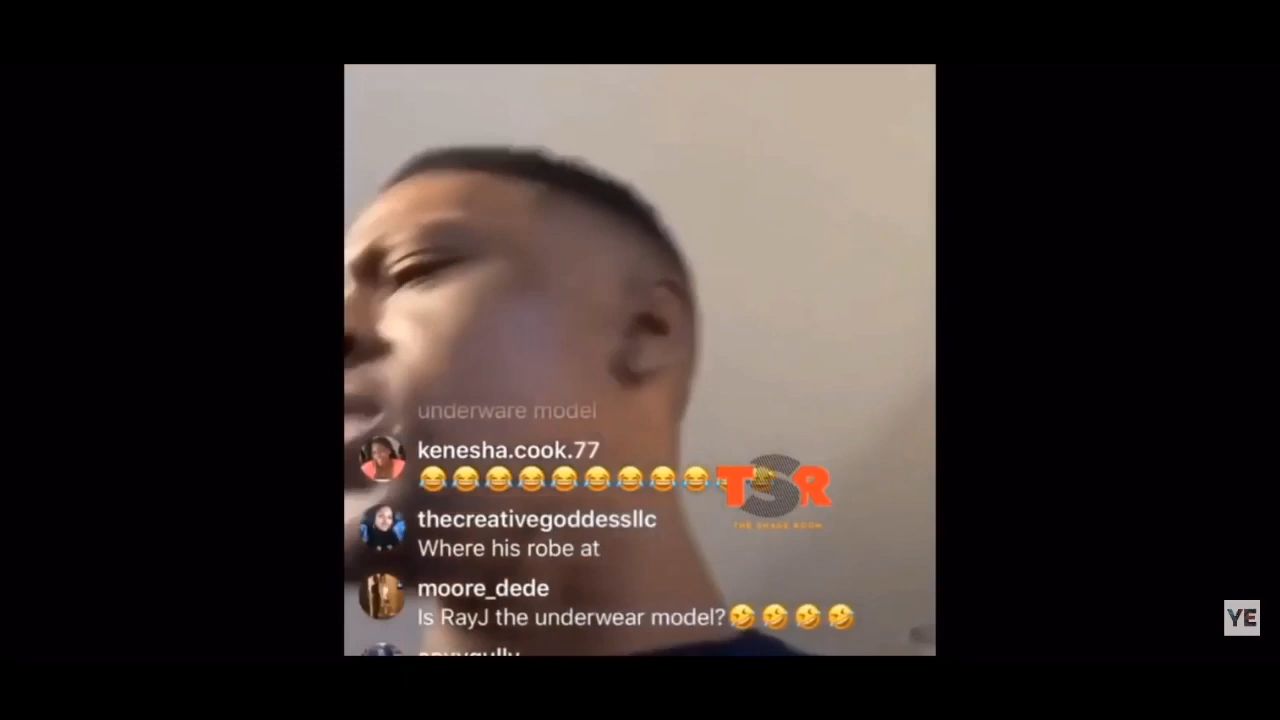 underware model
kenesha.cook.77
😂😂😂😂😂😂😂😂😂
thecreativegoddessllc
Where his robe at
moore_dede
Is RayJ the underwear model?🤣🤣🤣🤣
TSR
THE SHADE ROOM
YE